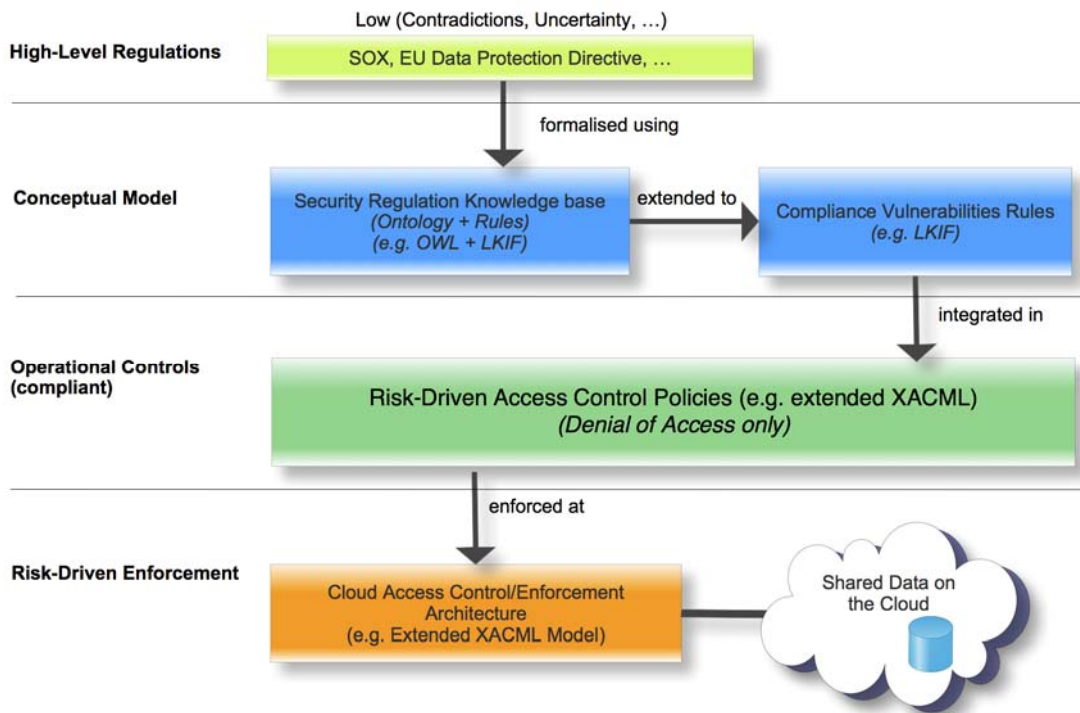 Low (Contradictions, Uncertainty, …)
High-Level Regulations
SOX, EU Data Protection Directive, …
formalised using
Conceptual Model
Security Regulation Knowledge base
(Ontology + Rules)
(e.g. OWL + LKIF)
extended to
Compliance Vulnerabilities Rules
(e.g. LKIF)
integrated in
Operational Controls
(compliant)
Risk-Driven Access Control Policies (e.g. extended XACML)
(Denial of Access only)
enforced at
Risk-Driven Enforcement
Cloud Access Control/Enforcement
Architecture
(e.g. Extended XACML Model)
Shared Data on
the Cloud